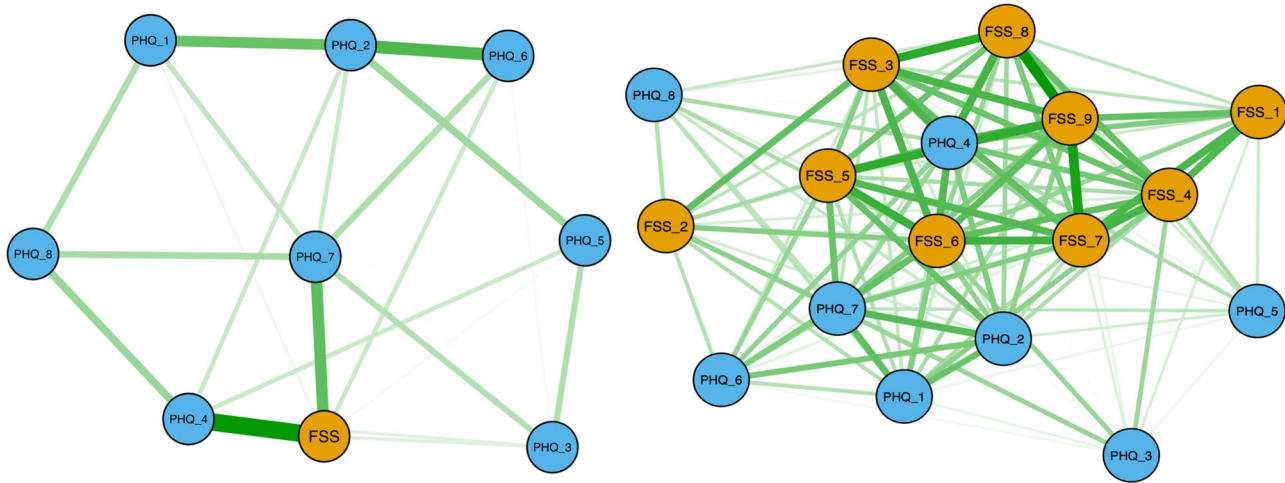 PHQ_1
PHQ_2
PHQ_6
PHQ_8
PHQ_7
PHQ_5
PHQ_4
FSS
PHQ_3
FSS_8
FSS_3
PHQ_8
FSS_1
FSS_9
PHQ_4
FSS_5
FSS_4
FSS_2
FSS_6
FSS_7
PHQ_7
PHQ_5
PHQ_2
PHQ_6
PHQ_1
PHQ_3